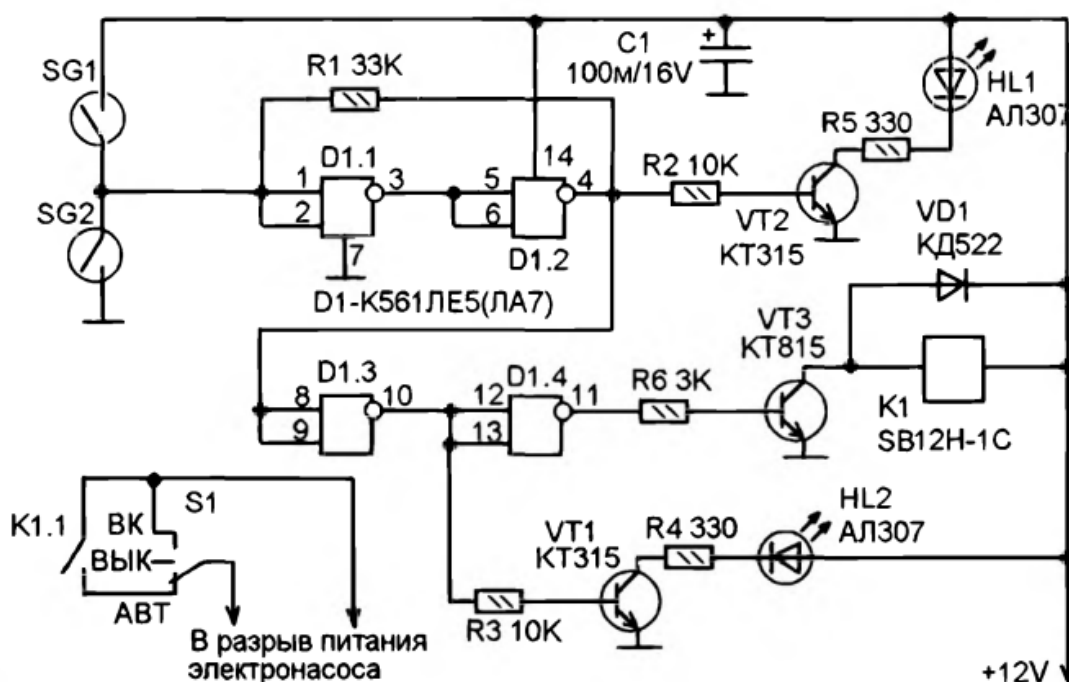 SG1
R1 33K
C1
100м/16V
+
HL1
АЛ307
R5 330
D1.1
14
R2 10K
1
2
3
5
6
4
SG2
7
D1.2
VT2
КТ315
VD1
КД522
D1-К561ЛЕ5(ЛА7)
VT3
КТ815
D1.3
D1.4
R6 3K
8
9
10
12
13
11
K1
SB12H-1C
S1
K1.1
ВК
ВЫК
АВТ
VT1
КТ315
R4 330
HL2
АЛ307
R3 10K
В разрыв питания
электронасоса
+12V